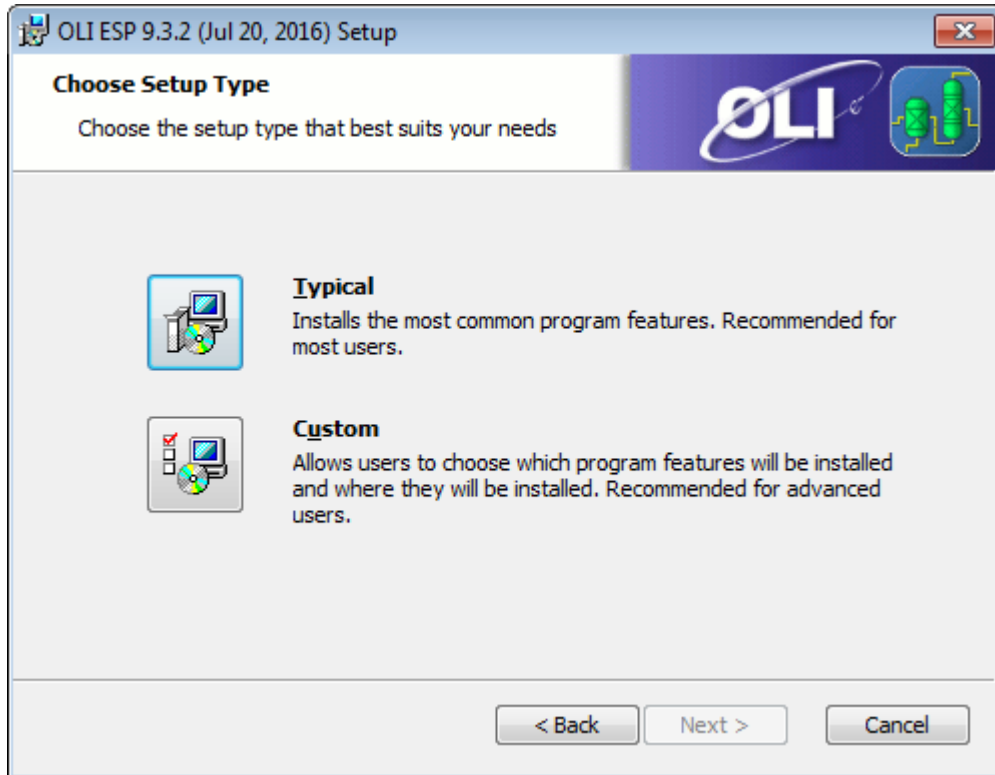 OLI ESP 9.3.2 (Jul 20, 2016) Setup
Choose Setup Type
Choose the setup type that best suits your needs
OLI
Typical
Installs the most common program features. Recommended for
most users.
Custom
Allows users to choose which program features will be installed
and where they will be installed. Recommended for advanced
users.
< Back
Next >
Cancel